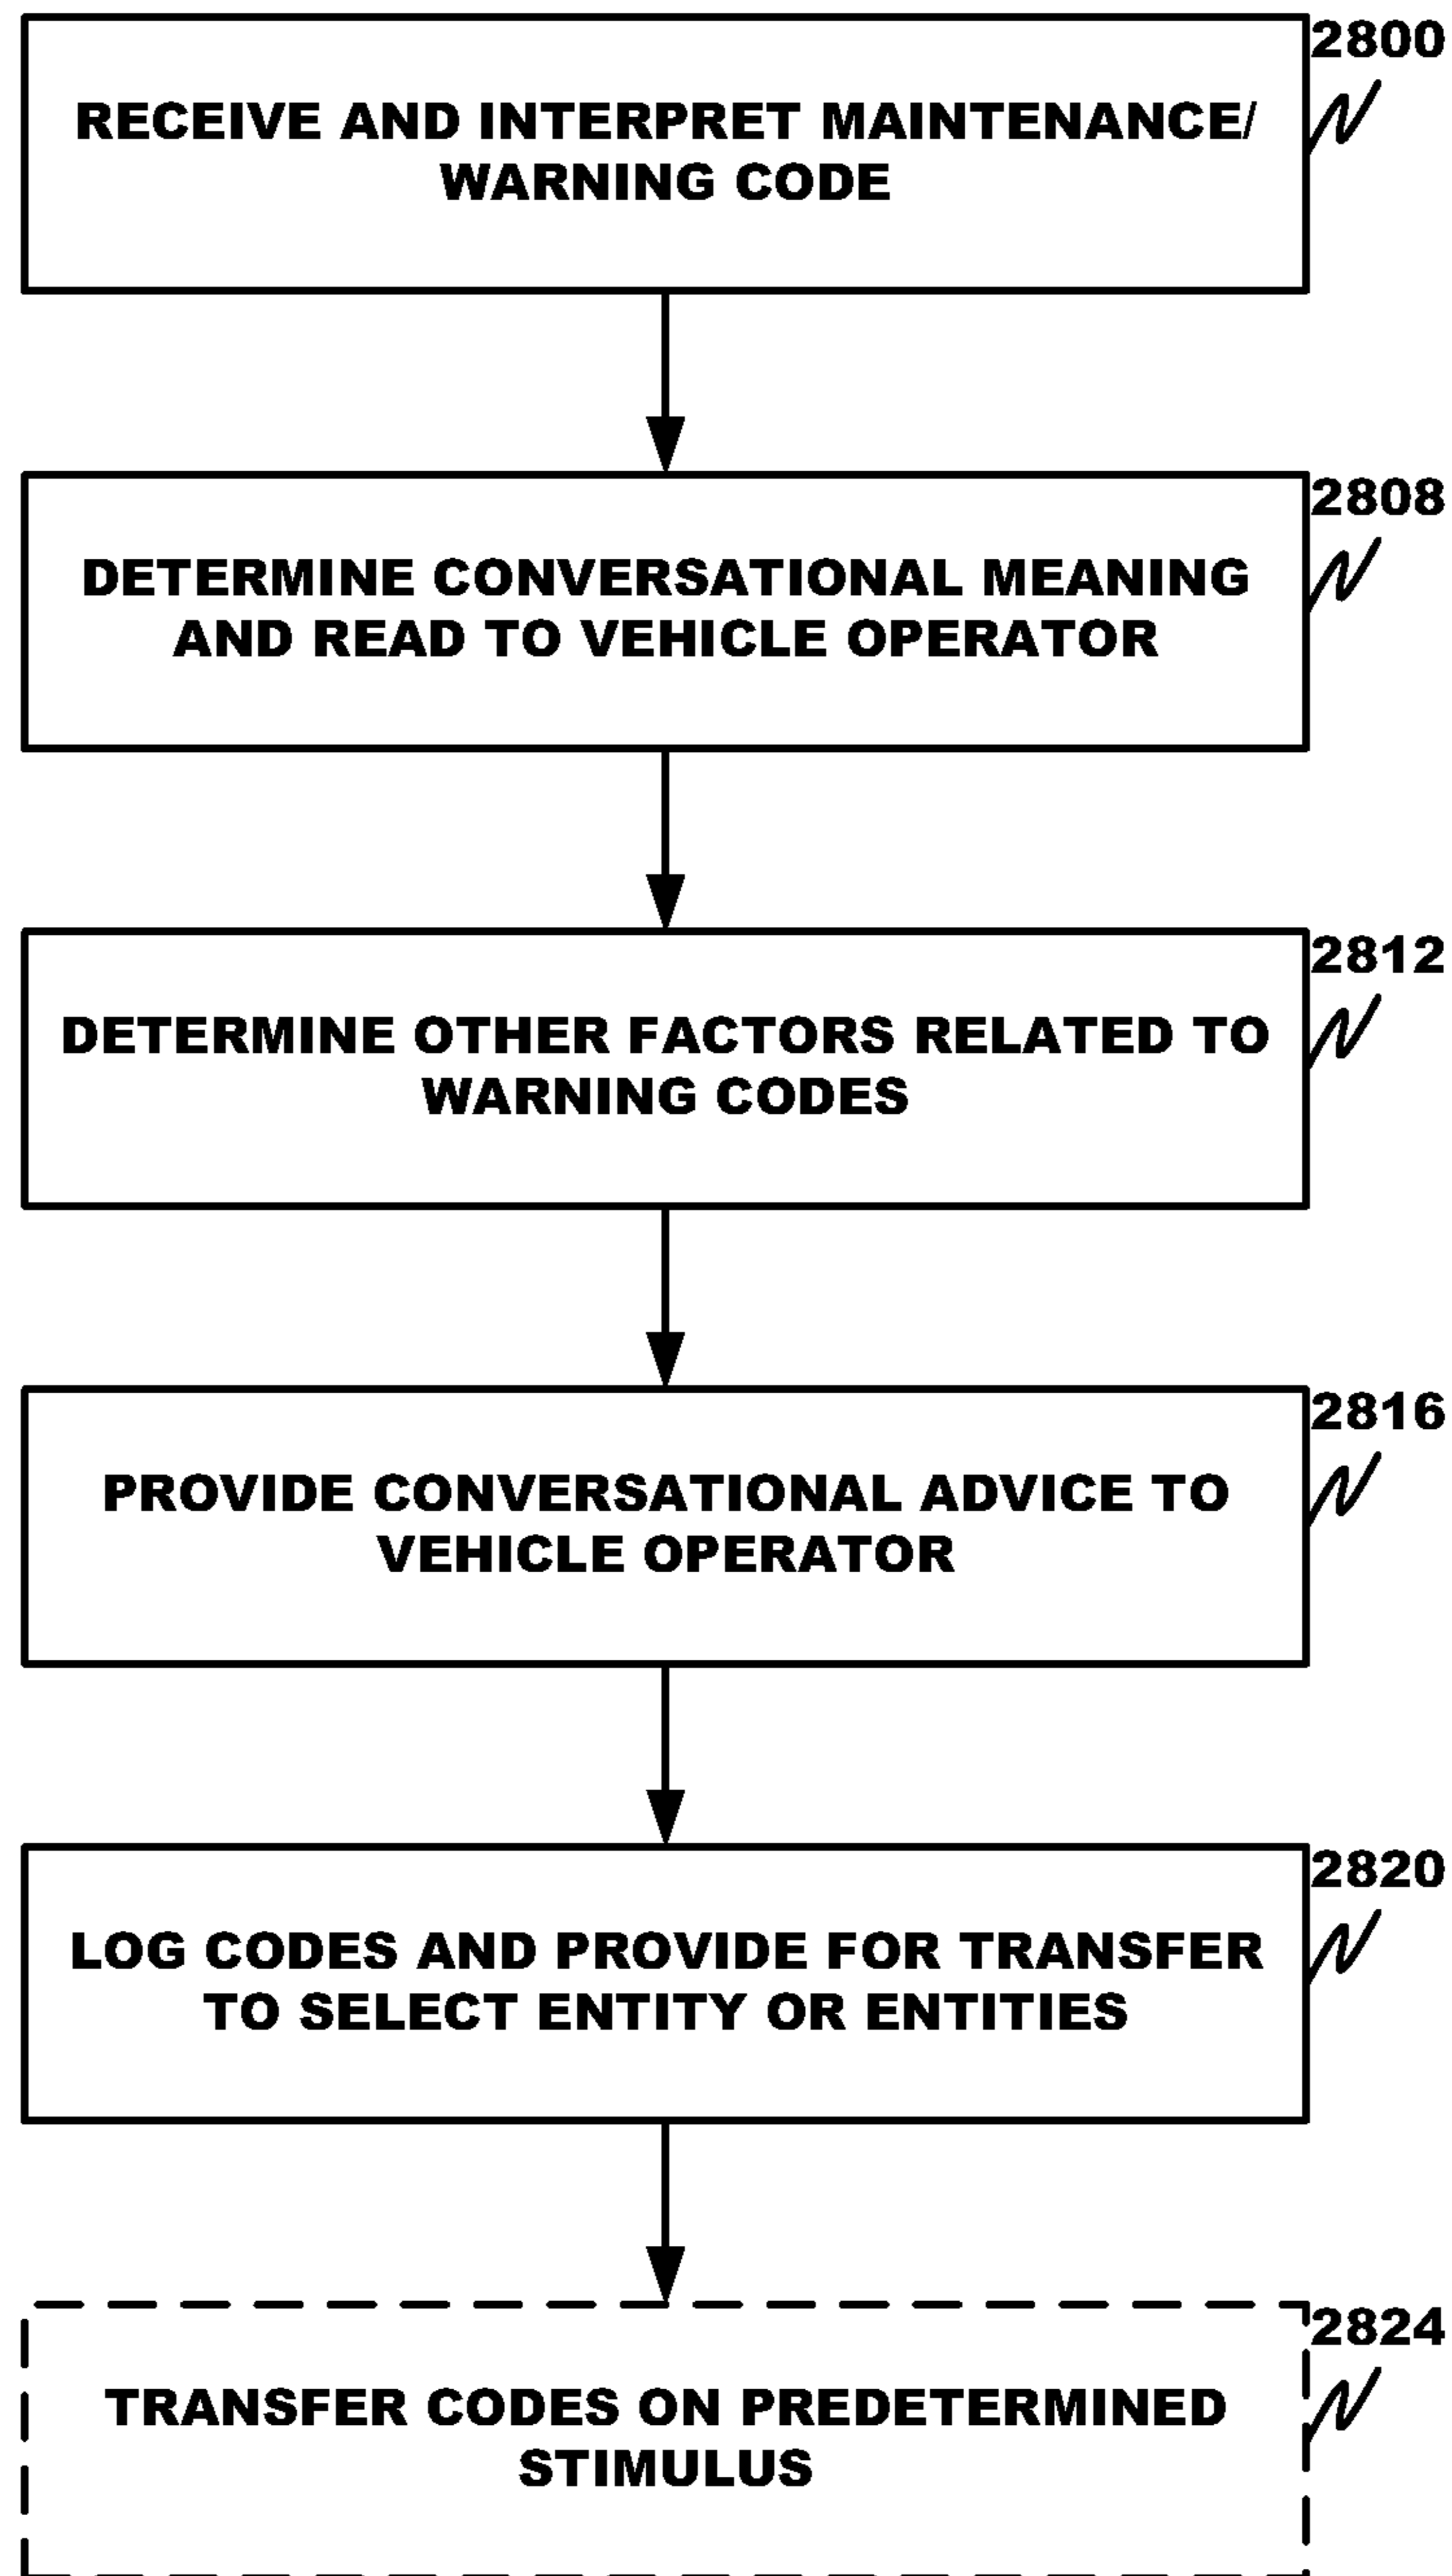 2800
RECEIVE AND INTERPRET MAINTENANCE/
WARNING CODE
2808
DETERMINE CONVERSATIONAL MEANING
AND READ TO VEHICLE OPERATOR
2812
DETERMINE OTHER FACTORS RELATED TO
WARNING CODES
2816
PROVIDE CONVERSATIONAL ADVICE TO
VEHICLE OPERATOR
2820
LOG CODES AND PROVIDE FOR TRANSFER
TO SELECT ENTITY OR ENTITIES
2824
TRANSFER CODES ON PREDETERMINED
STIMULUS